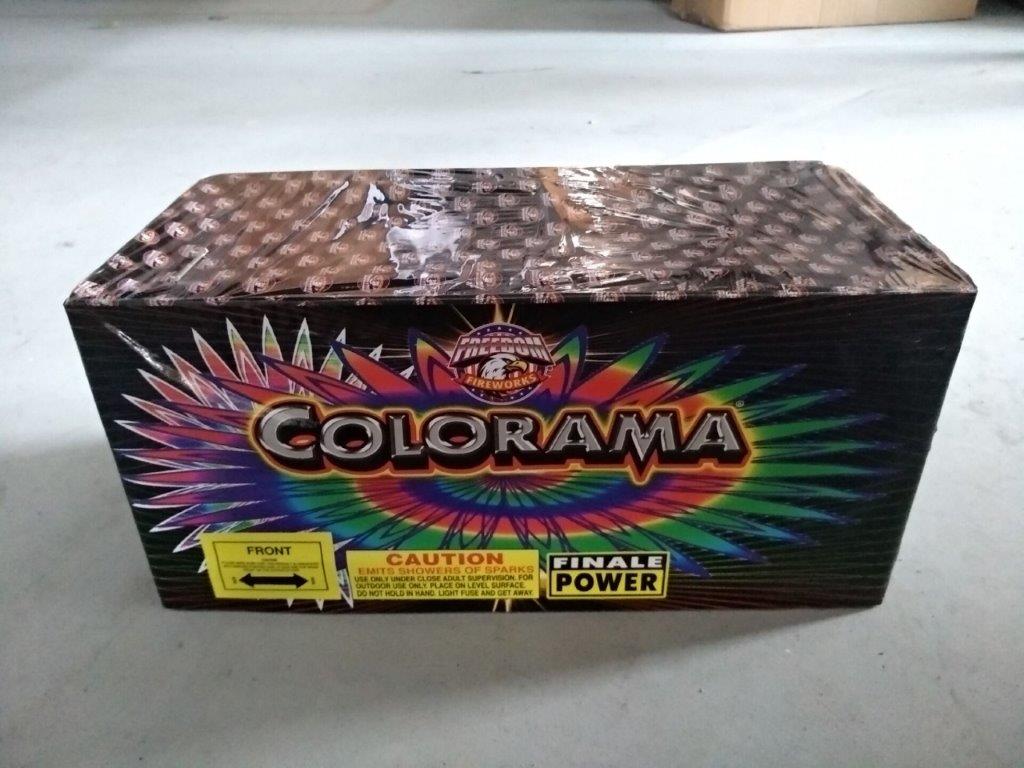 FREEDOM
FIREWORKS
COLORAMA®
FRONT
CAUTION
EMITS SHOWERS OF SPARKS
USE ONLY UNDER CLOSE ADULT SUPERVISION. FOR
OUTDOOR USE ONLY. PLACE ON LEVEL SURFACE.
DO NOT HOLD IN HAND. LIGHT FUSE AND GET AWAY.
FINALE
POWER